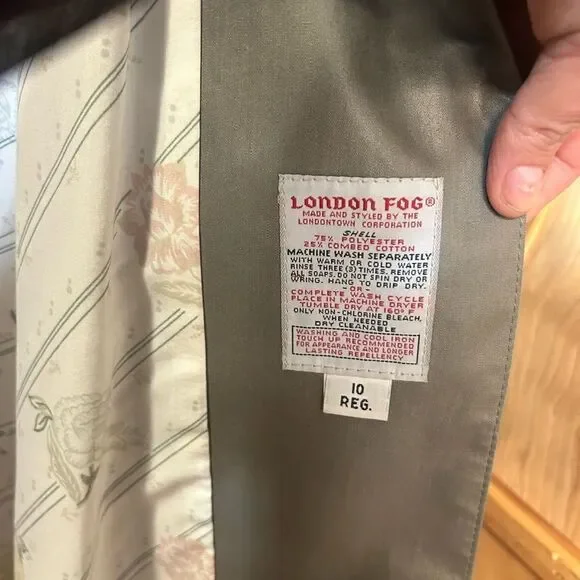 LONDON FOG®
MADE AND STYLED BY THE
LONDONTOWN CORPORATION
SHELL
75% POLYESTER
25% COMBED COTTON
MACHINE WASH SEPARATELY
WITH WARM OR COLD WATER
RINSE THREE (3) TIMES. REMOVE
ALL SOAPS. DO NOT SPIN DRY OR
WRING. HANG TO DRIP DRY.
-OR-
COMPLETE WASH CYCLE
PLACE IN MACHINE DRYER
TUMBLE DRY AT 160° F
ONLY NON-CHLORINE BLEACH,
WHEN NEEDED
DRY CLEANABLE
WASHING AND COOL IRON
TOUCH UP RECOMMENDED
FOR APPEARANCE AND LONGER
LASTING REPELLENCY
10
REG.